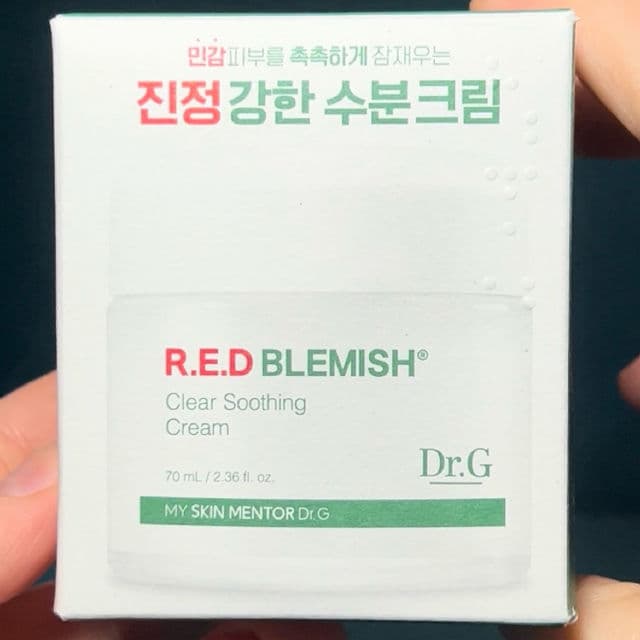 민감피부를 촉촉하게 잠재우는
진정 강한 수분크림
R.E.D BLEMISH®
Clear Soothing
Cream
70 mL / 2.36 fl. oz.
Dr.G
MY SKIN MENTOR Dr.G